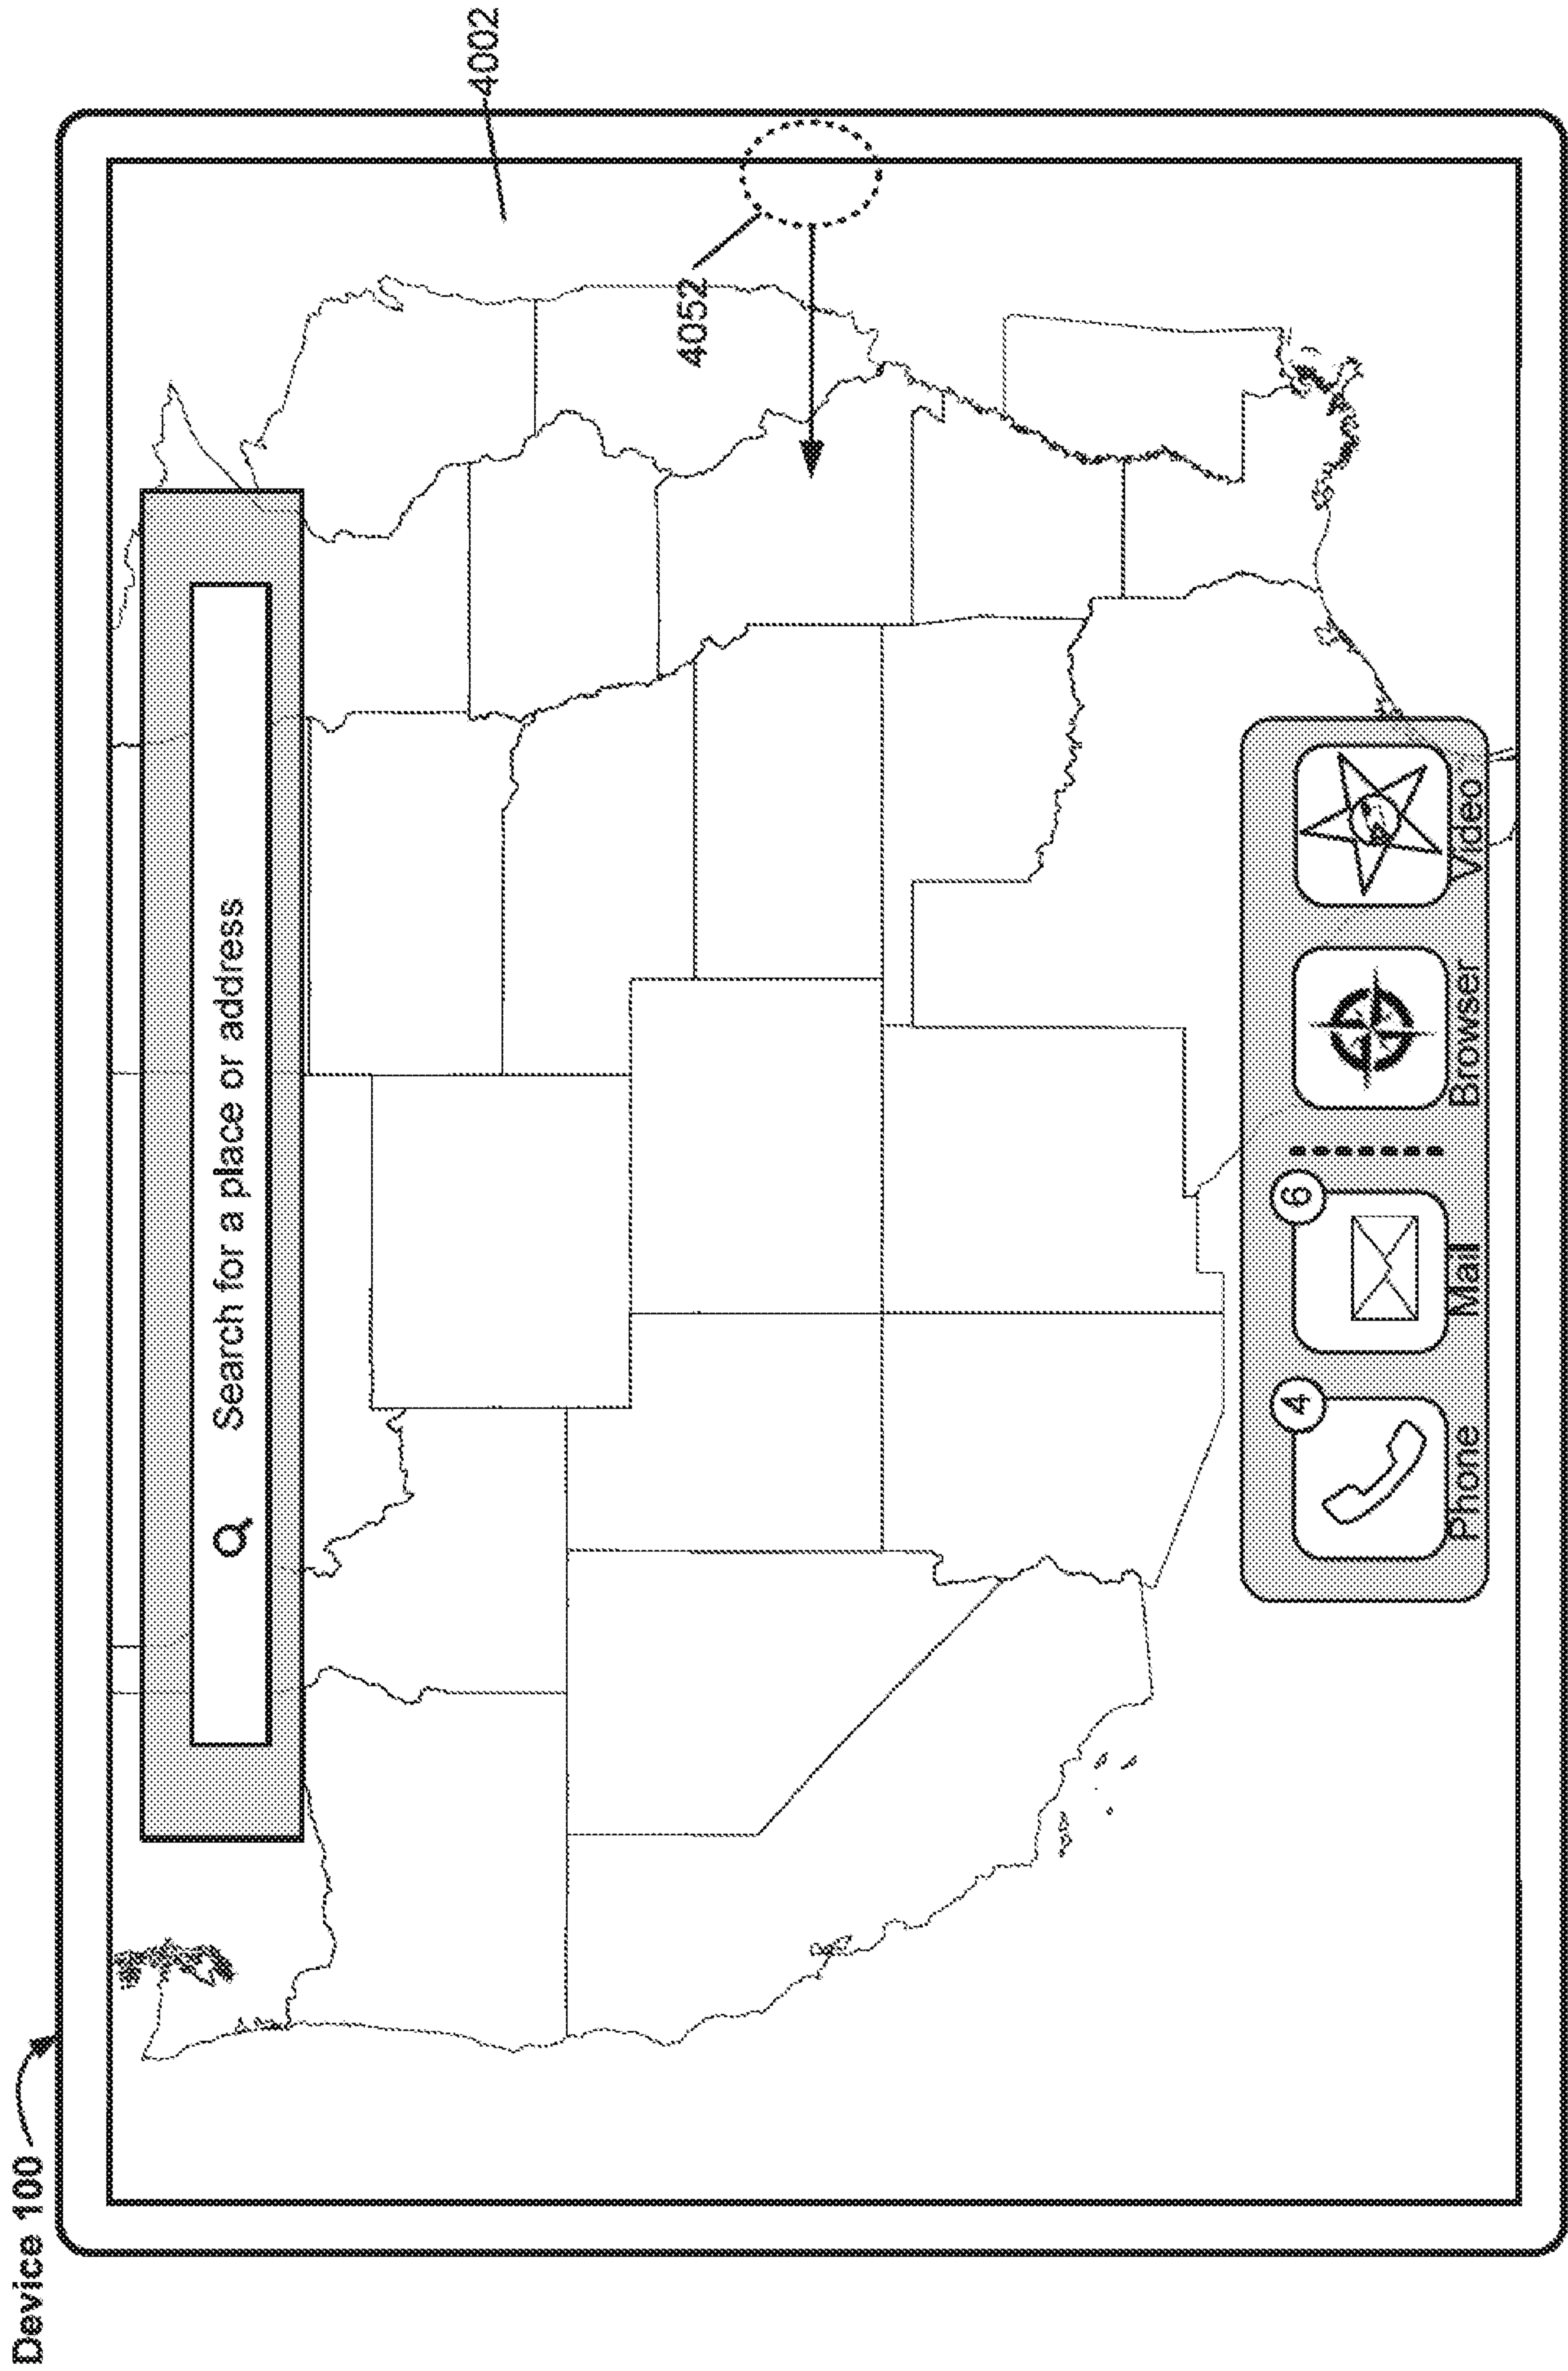 Device 100
4002
Search for a place or address
4052
4
6
Phone
Mail
Browser
Video